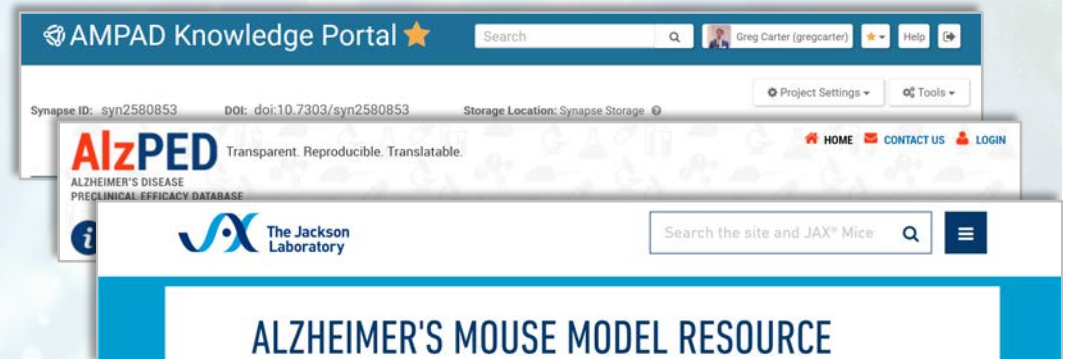 AMPAD Knowledge Portal
Search
Greg Carter (gregcarter)
Help
Project Settings
Tools
Synapse ID: syn2580853
DOI: doi:10.7303/syn2580853
Storage Location: Synapse Storage
AlzPED
Transparent. Reproducible. Translatable.
HOME
CONTACT US
LOGIN
ALZHEIMER'S DISEASE
PRECLINICAL EFFICACY DATABASE
i
The Jackson
Laboratory
Search the site and JAX® Mice
ALZHEIMER'S MOUSE MODEL RESOURCE